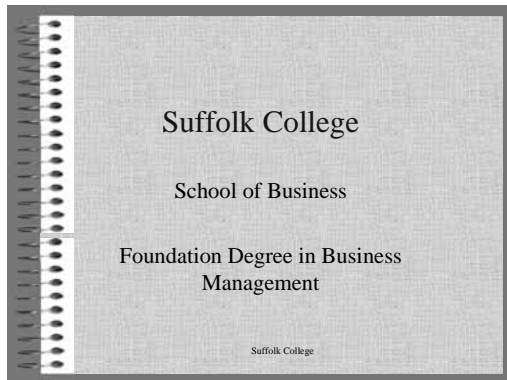 Suffolk College
School of Business
Foundation Degree in Business
Management
Suffolk College